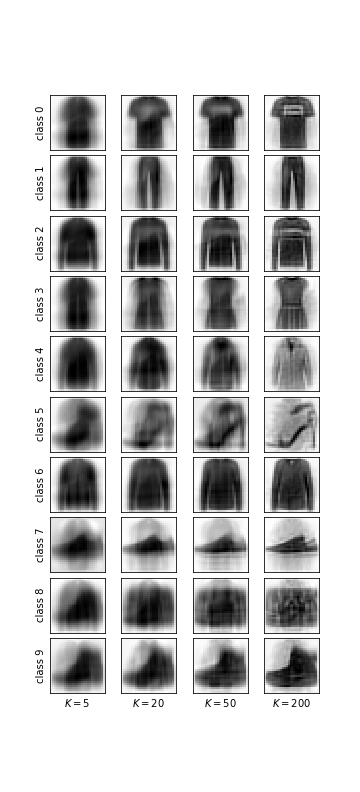 class 0
class 1
class 2
class 3
class 4
class 5
class 6
class 7
class 8
class 9
K = 5 K = 20 K = 50 K = 200